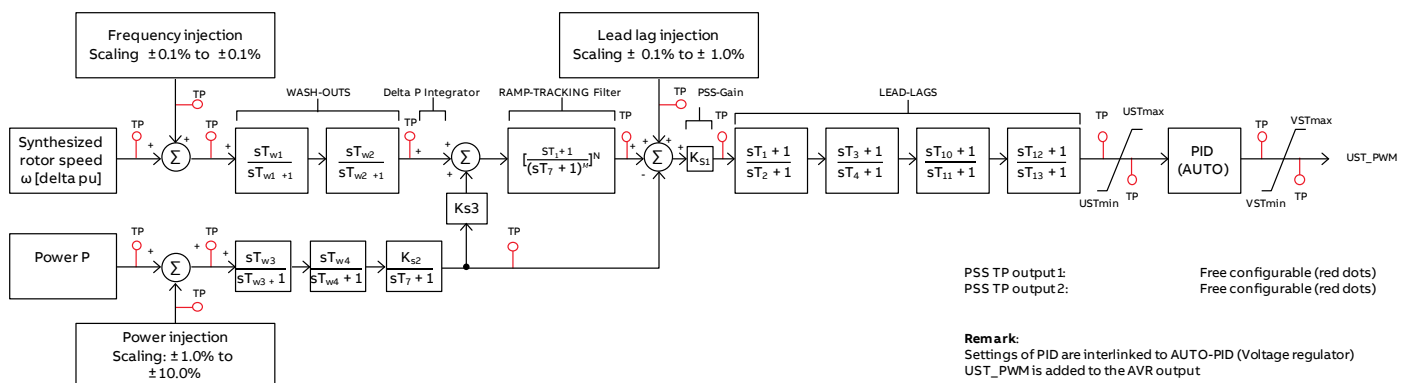 Frequency injection
Scaling ±0.1% to ±0.1%
Lead lag injection
Scaling ± 0.1% to ± 1.0%
TP
TP
WASH-OUTS
Delta P Integrator
RAMP-TRACKING Filter
PSS-Gain
LEAD-LAGS
Synthesized
rotor speed
ω [delta pu]
TP
+
+
Σ
TP
+
sTw1
sTw1 +1
sTw2
sTw2 +1
TP
+
+
+
Σ
[ST1+1
(sT7 + 1)M]N
TP
+
+
+
-
Σ
+
KS1
TP
sT1 + 1
sT2 + 1
sT3 + 1
sT4 + 1
sT10 + 1
sT11 + 1
sT12 + 1
sT13 + 1
TP
USTmax
USTmin
TP
PID
(AUTO)
TP
VSTmax
VSTmin
TP
UST_PWM
Ks3
Power P
TP
+
+
Σ
TP
+
sTw3
sTw3 + 1
sTw4
sTw4 + 1
Ks2
sT7 + 1
TP
TP
Power injection
Scaling: ±1.0% to
±10.0%
PSS TP output 1: Free configurable (red dots)
PSS TP output 2: Free configurable (red dots)
Remark:
Settings of PID are interlinked to AUTO-PID (Voltage regulator)
UST_PWM is added to the AVR output